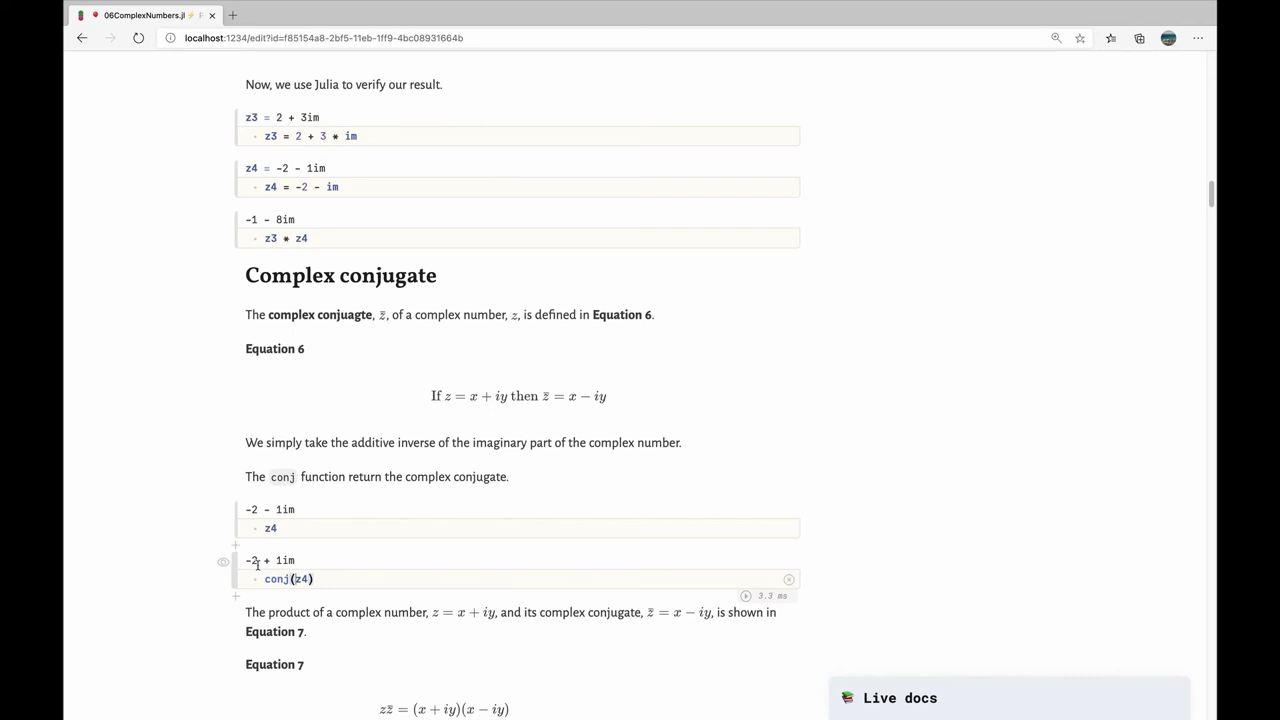 06ComplexNumbers.jl
localhost:1234/edit?id=f85154a8-2bf5-11eb-1ff9-4bc08931664b
Now, we use Julia to verify our result.
z3 = 2 + 3im
z3 = 2 + 3 * im
z4 = -2 - 1im
z4 = -2 - im
-1 - 8im
z3 * z4
Complex conjugate
The complex conjuagte, z̄, of a complex number, z, is defined in Equation 6.
Equation 6
If z = x + iy then z̄ = x − iy
We simply take the additive inverse of the imaginary part of the complex number.
The conj function return the complex conjugate.
-2 - 1im
z4
-2 + 1im
conj(z4)
3.3 ms
The product of a complex number, z = x + iy, and its complex conjugate, z̄ = x − iy, is shown in
Equation 7.
Equation 7
zz̄ = (x + iy)(x − iy)
Live docs